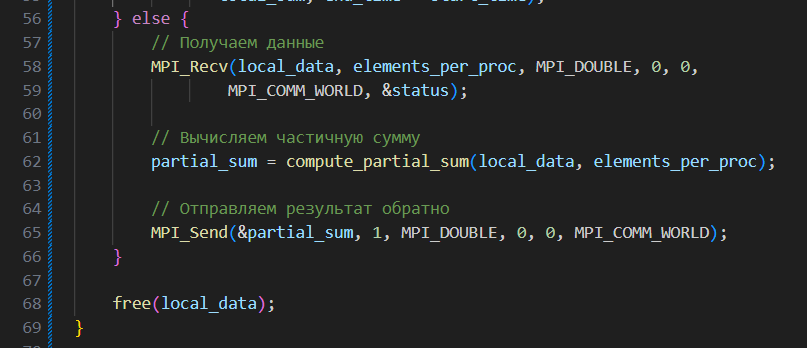 56 } else {
57 // Получаем данные
58 MPI_Recv(local_data, elements_per_proc, MPI_DOUBLE, 0, 0,
59 MPI_COMM_WORLD, &status);
60
61 // Вычисляем частичную сумму
62 partial_sum = compute_partial_sum(local_data, elements_per_proc);
63
64 // Отправляем результат обратно
65 MPI_Send(&partial_sum, 1, MPI_DOUBLE, 0, 0, MPI_COMM_WORLD);
66 }
67
68 free(local_data);
69 }